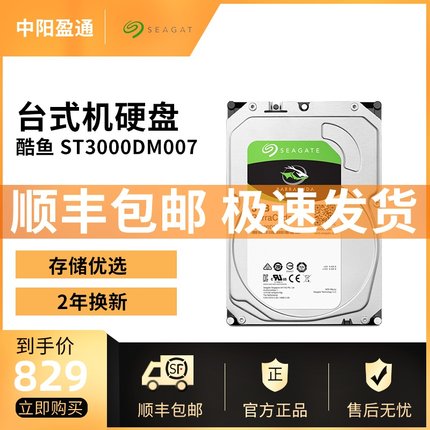 中阳盈通
SEAGAT
台式机硬盘
酷鱼 ST3000DM007
SEAGATE
BARRACUDA
顺丰包邮 极速发货
存储优选
2年换新
到手价
829
立即购买
SF
顺丰包邮
正
官方正品
售后无忧